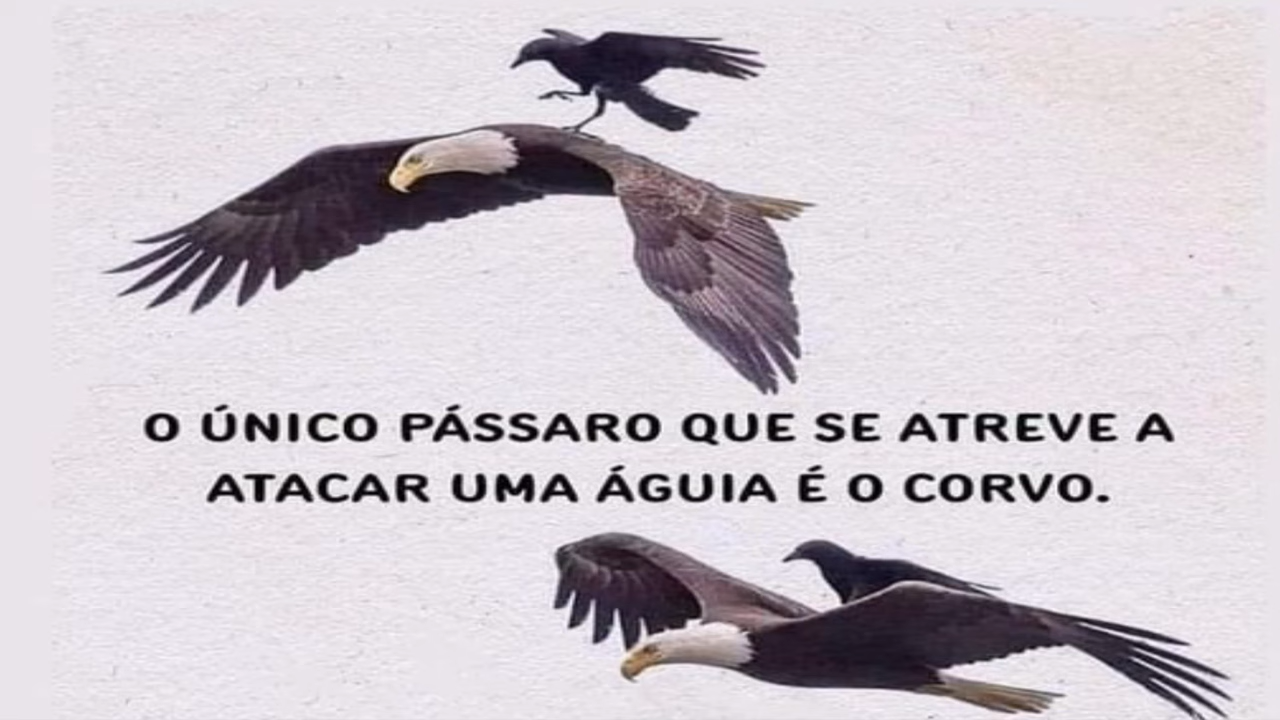 O ÚNICO PÁSSARO QUE SE ATREVE A
ATACAR UMA ÁGUIA É O CORVO.